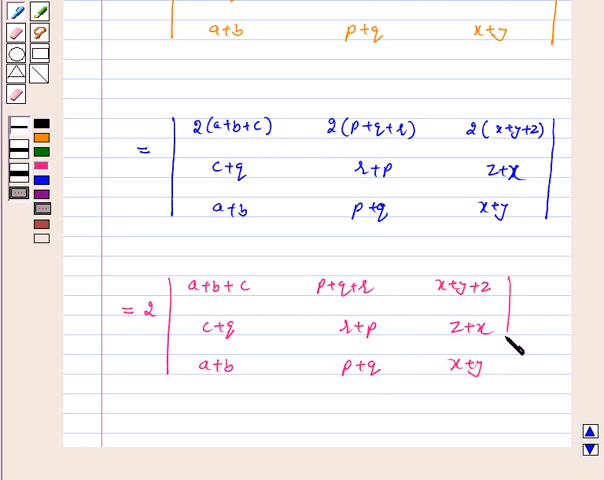 a+b p+q x+y
2(a+b+c) 2(p+q+r) 2(x+y+z)
= c+q r+p z+x
a+b p+q x+y
a+b+c p+q+r x+y+z
= 2 c+q r+p z+x
a+b p+q x+y